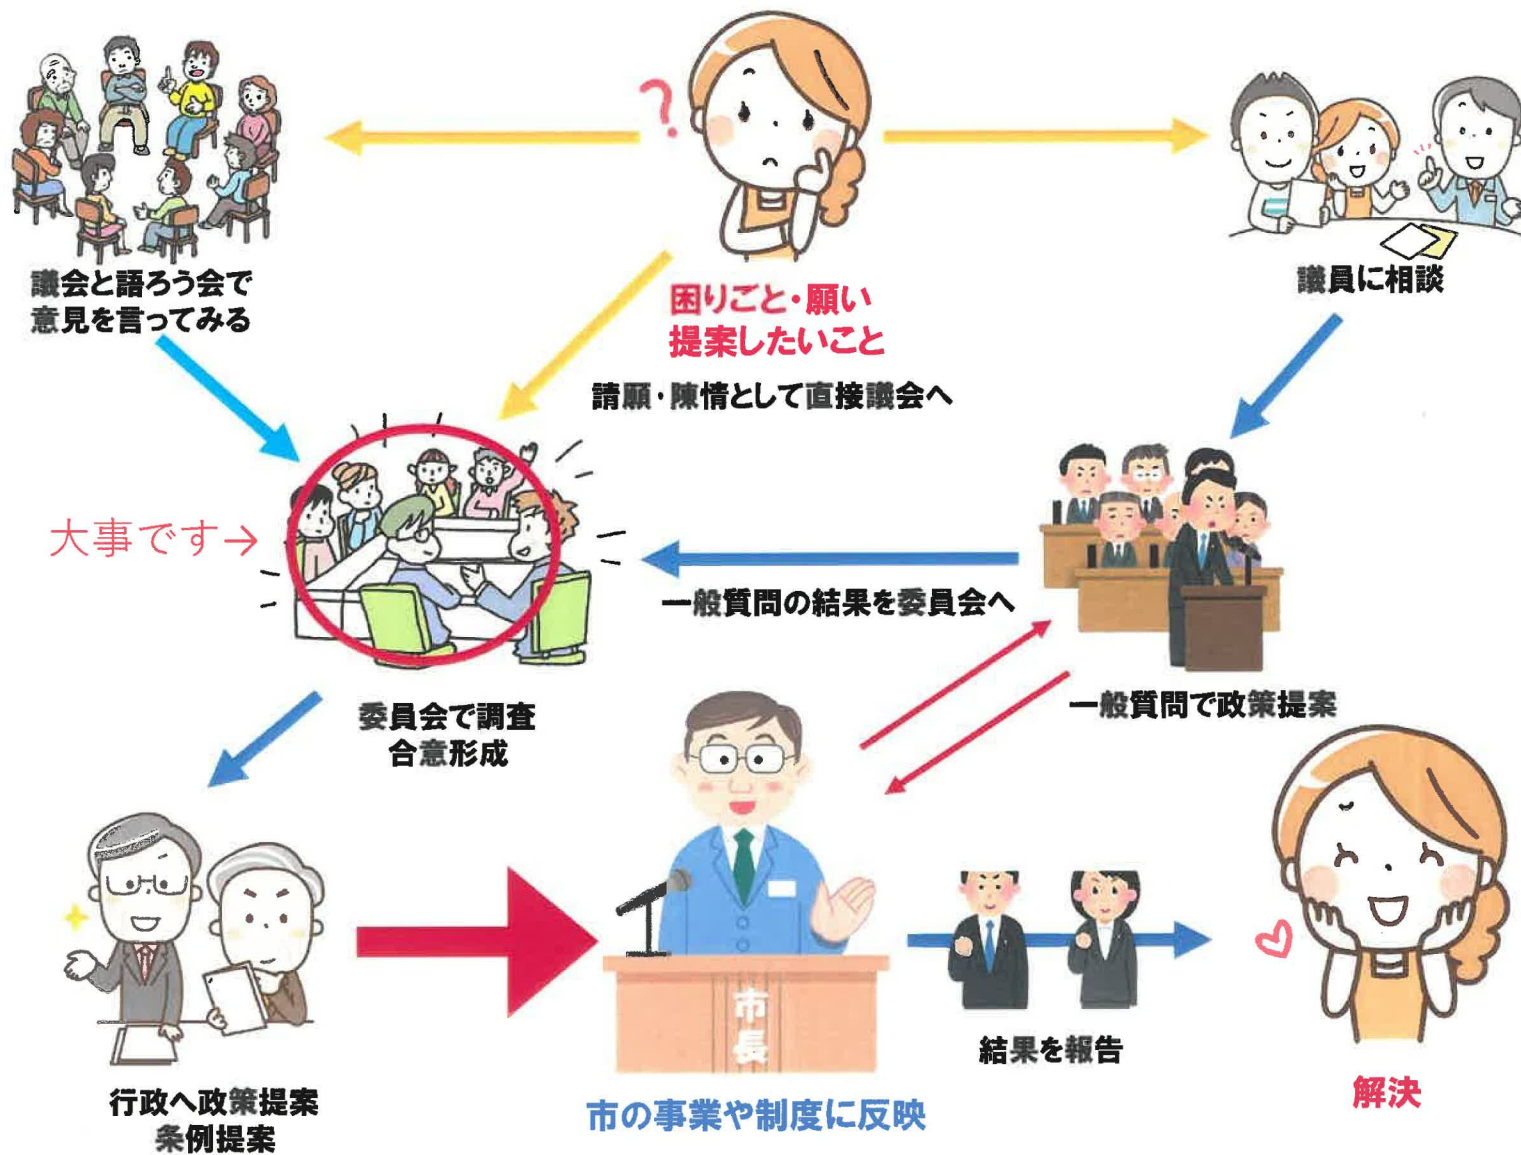 ?
議会と語ろう会で
意見を言ってみる
困りごと・願い
提案したいこと
議員に相談
請願・陳情として直接議会へ
大事です→
一般質問の結果を委員会へ
委員会で調査
合意形成
一般質問で政策提案
市長
行政へ政策提案
条例提案
市の事業や制度に反映
結果を報告
解決